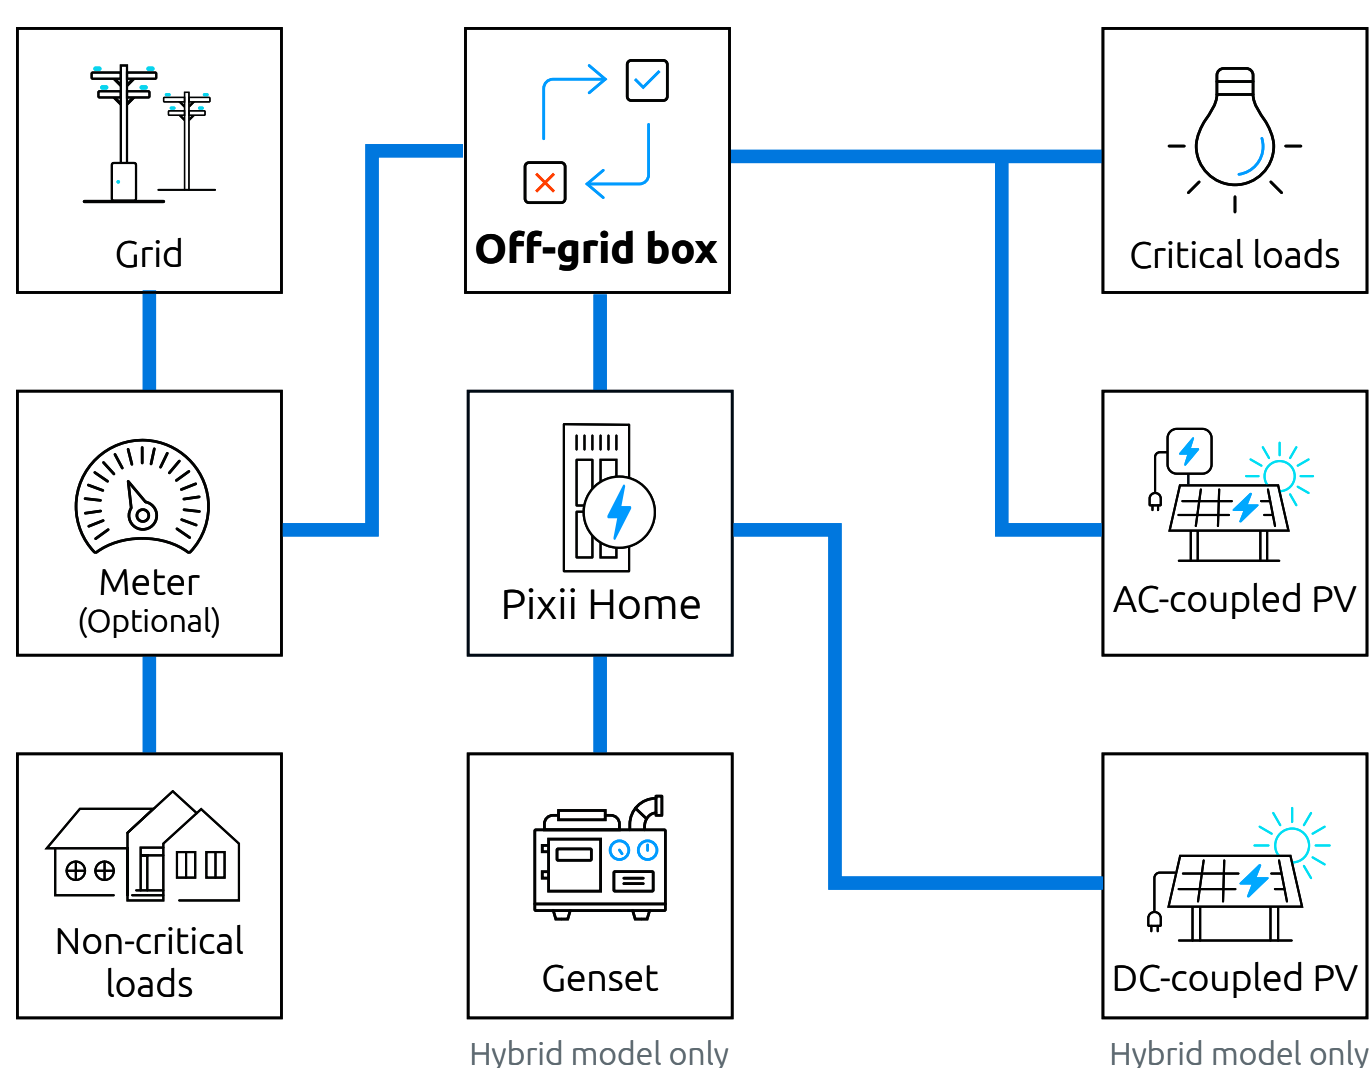 Grid
Off-grid box
Critical loads
Meter
(Optional)
Pixii Home
AC-coupled PV
Non-critical
loads
Genset
DC-coupled PV
Hybrid model only
Hybrid model only